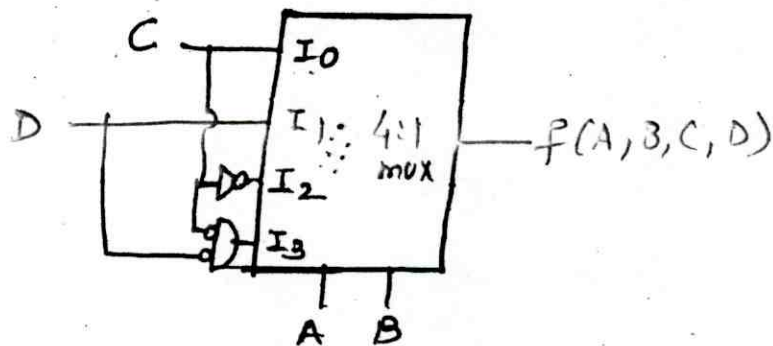 C
I0
D
I1
4:1
mux
f(A,B,C,D)
I2
I3
A B